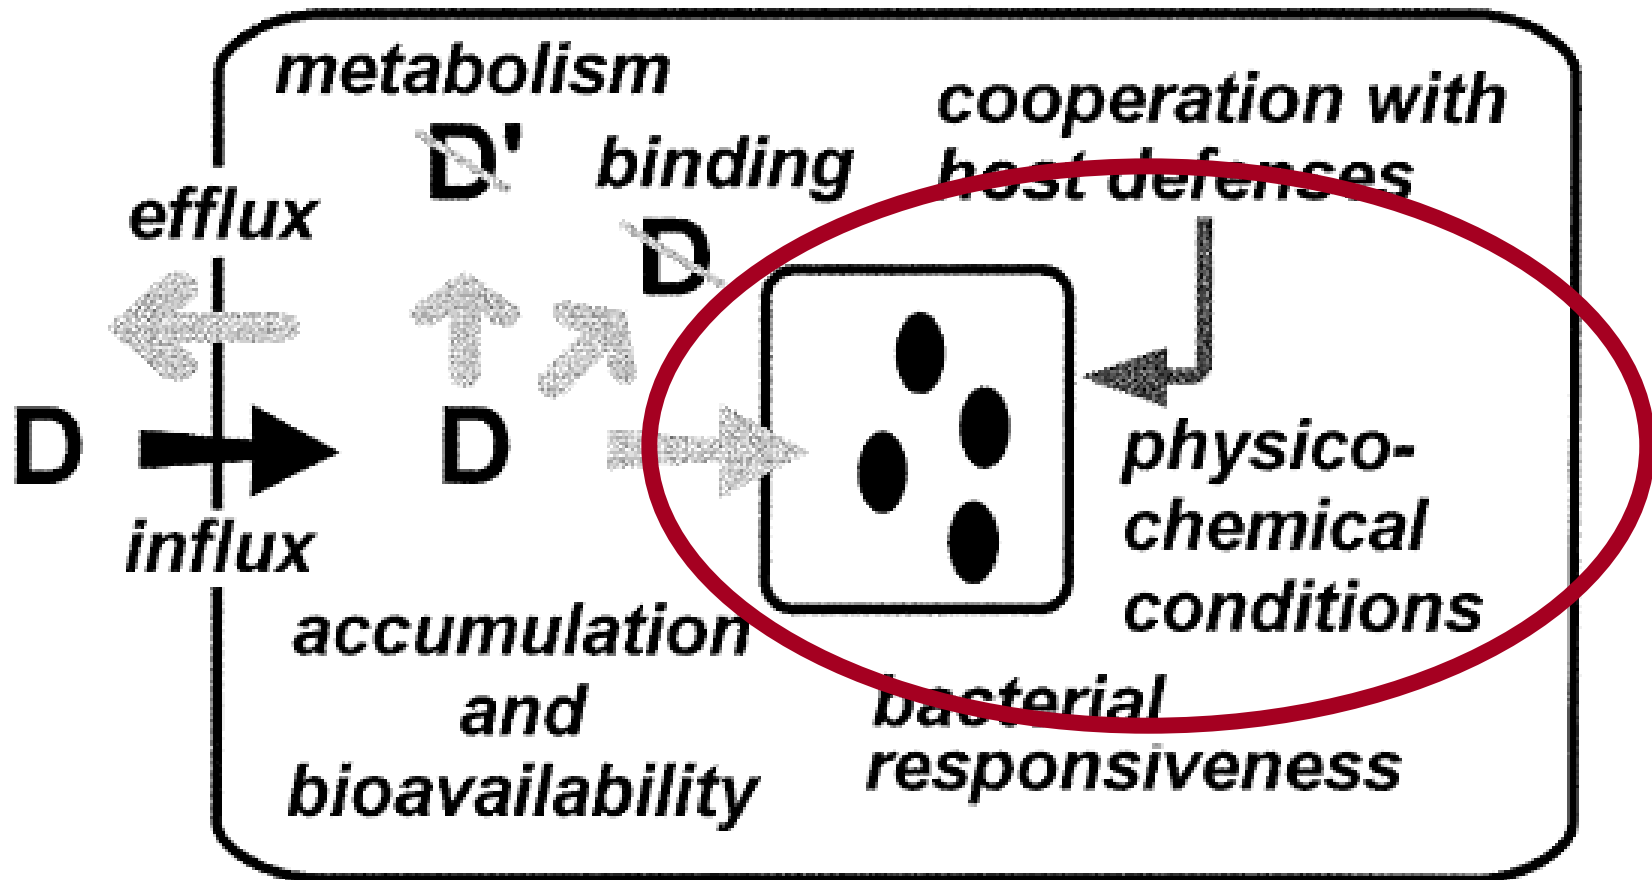 metabolism
D'
binding
D
cooperation with
host defenses
efflux
D
D
influx
physico-
chemical
conditions
accumulation
and
bioavailability
bacterial
responsiveness